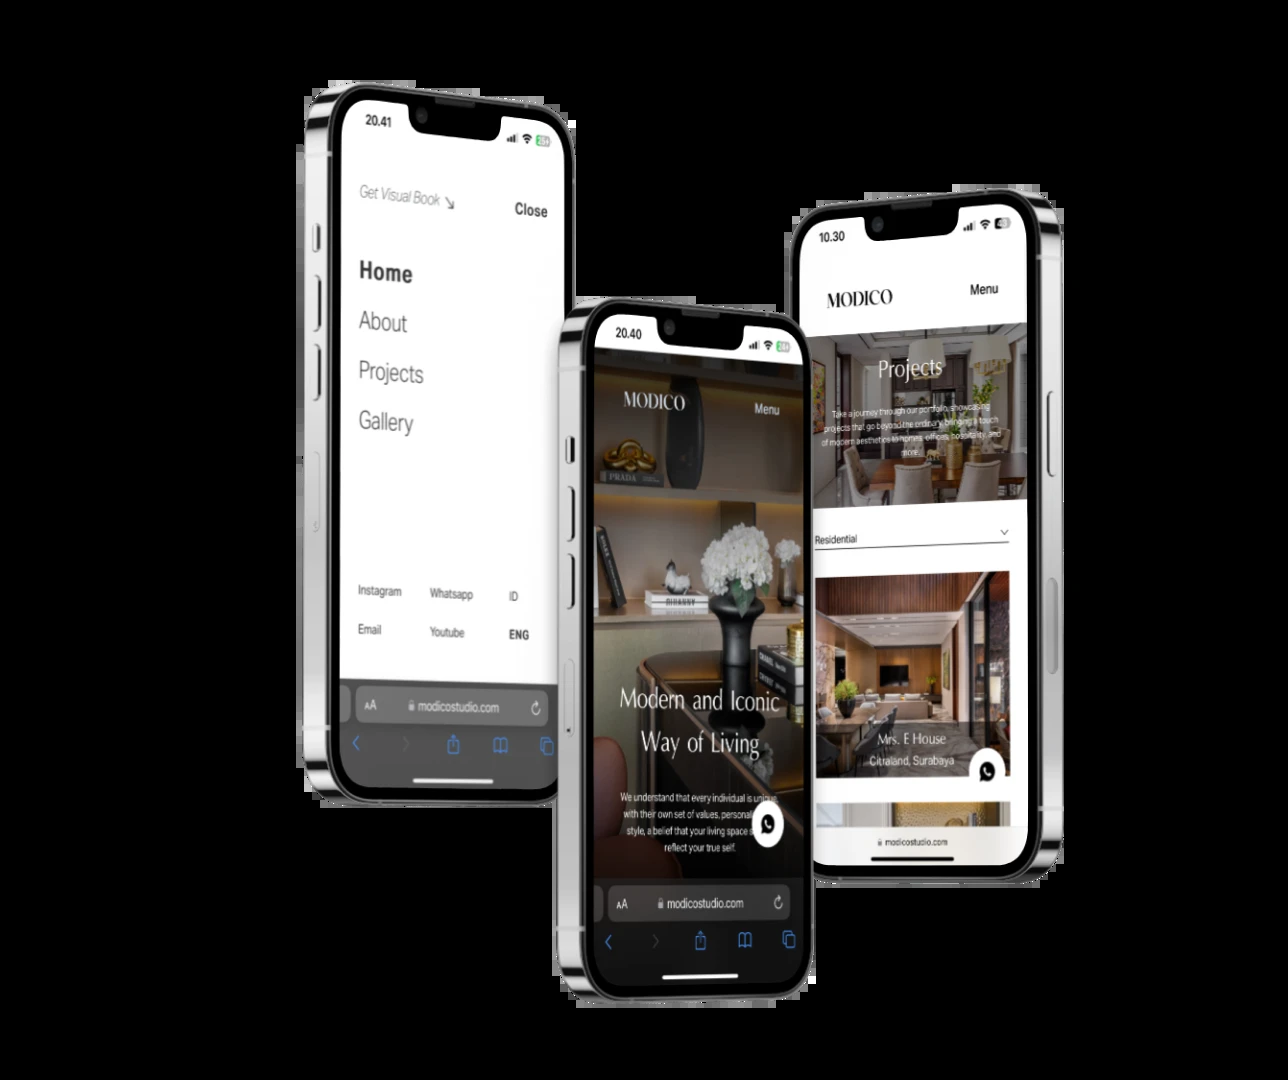 20.41
Get Visual Book ↘
Close
Home
About
Projects
Gallery
Instagram Whatsapp ID
Email Youtube ENG
AA modicostudio.com
20.40
MODICO Menu
PRADA
CHANEL
Modern and Iconic
Way of Living
We understand that every individual is unique,
with their own set of values,
style, a belief that your living space
reflect your true self.
AA modicostudio.com
10.30
MODICO Menu
Projects
Take a journey through our portfolio, showcasing
projects that go beyond the ordinary, bringing a touch
of modern aesthetics to homes, offices, hospitality, and
more.
Residential
Mrs. E House
Citraland, Surabaya
modicostudio.com